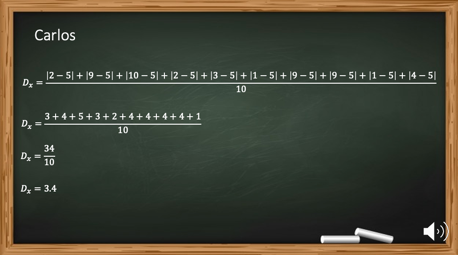 Carlos
Dₓ = |2 − 5| + |9 − 5| + |10 − 5| + |2 − 5| + |3 − 5| + |1 − 5| + |9 − 5| + |9 − 5| + |1 − 5| + |4 − 5|
10
Dₓ = 3 + 4 + 5 + 3 + 2 + 4 + 4 + 4 + 4 + 1
10
Dₓ = 34
10
Dₓ = 3.4